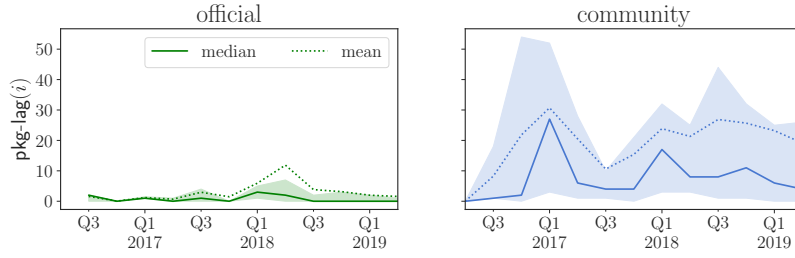 official
community
pkg-lag(i)
50
40
30
20
10
0
median
mean
Q3 Q1 Q3 Q1 Q3 Q1
2017 2018 2019
Q3 Q1 Q3 Q1 Q3 Q1
2017 2018 2019